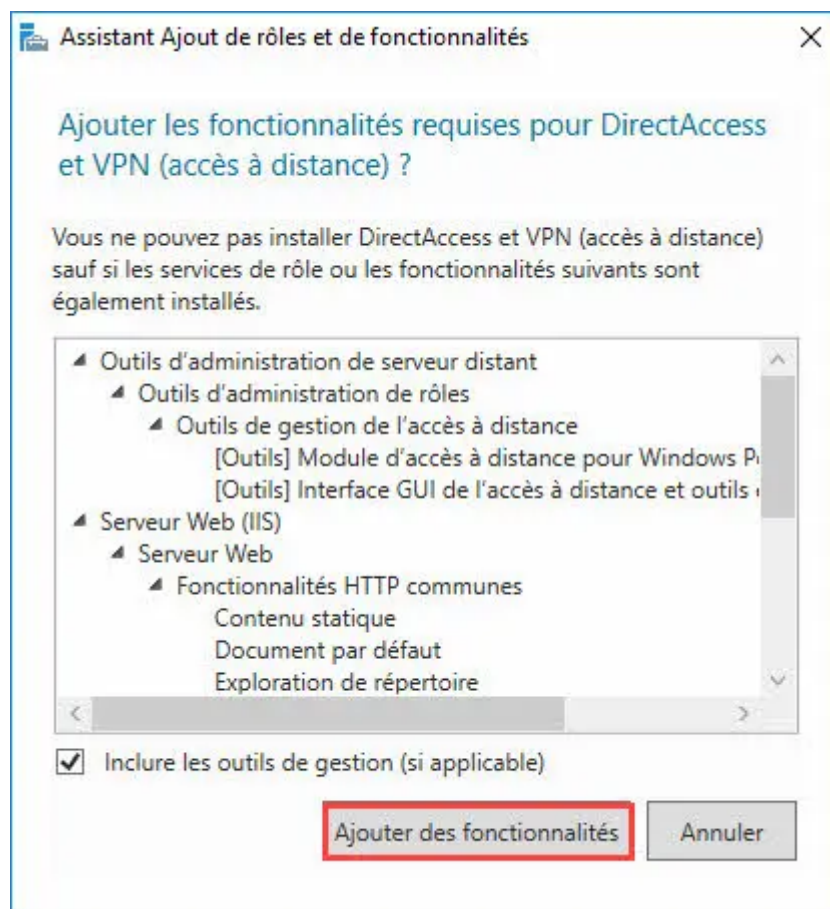 Assistant Ajout de rôles et de fonctionnalités
Ajouter les fonctionnalités requises pour DirectAccess
et VPN (accès à distance) ?
Vous ne pouvez pas installer DirectAccess et VPN (accès à distance)
sauf si les services de rôle ou les fonctionnalités suivants sont
également installés.
Outils d'administration de serveur distant
Outils d'administration de rôles
Outils de gestion de l'accès à distance
[Outils] Module d'accès à distance pour Windows
[Outils] Interface GUI de l'accès à distance et outils
Serveur Web (IIS)
Serveur Web
Fonctionnalités HTTP communes
Contenu statique
Document par défaut
Exploration de répertoire
Inclure les outils de gestion (si applicable)
Ajouter des fonctionnalités
Annuler